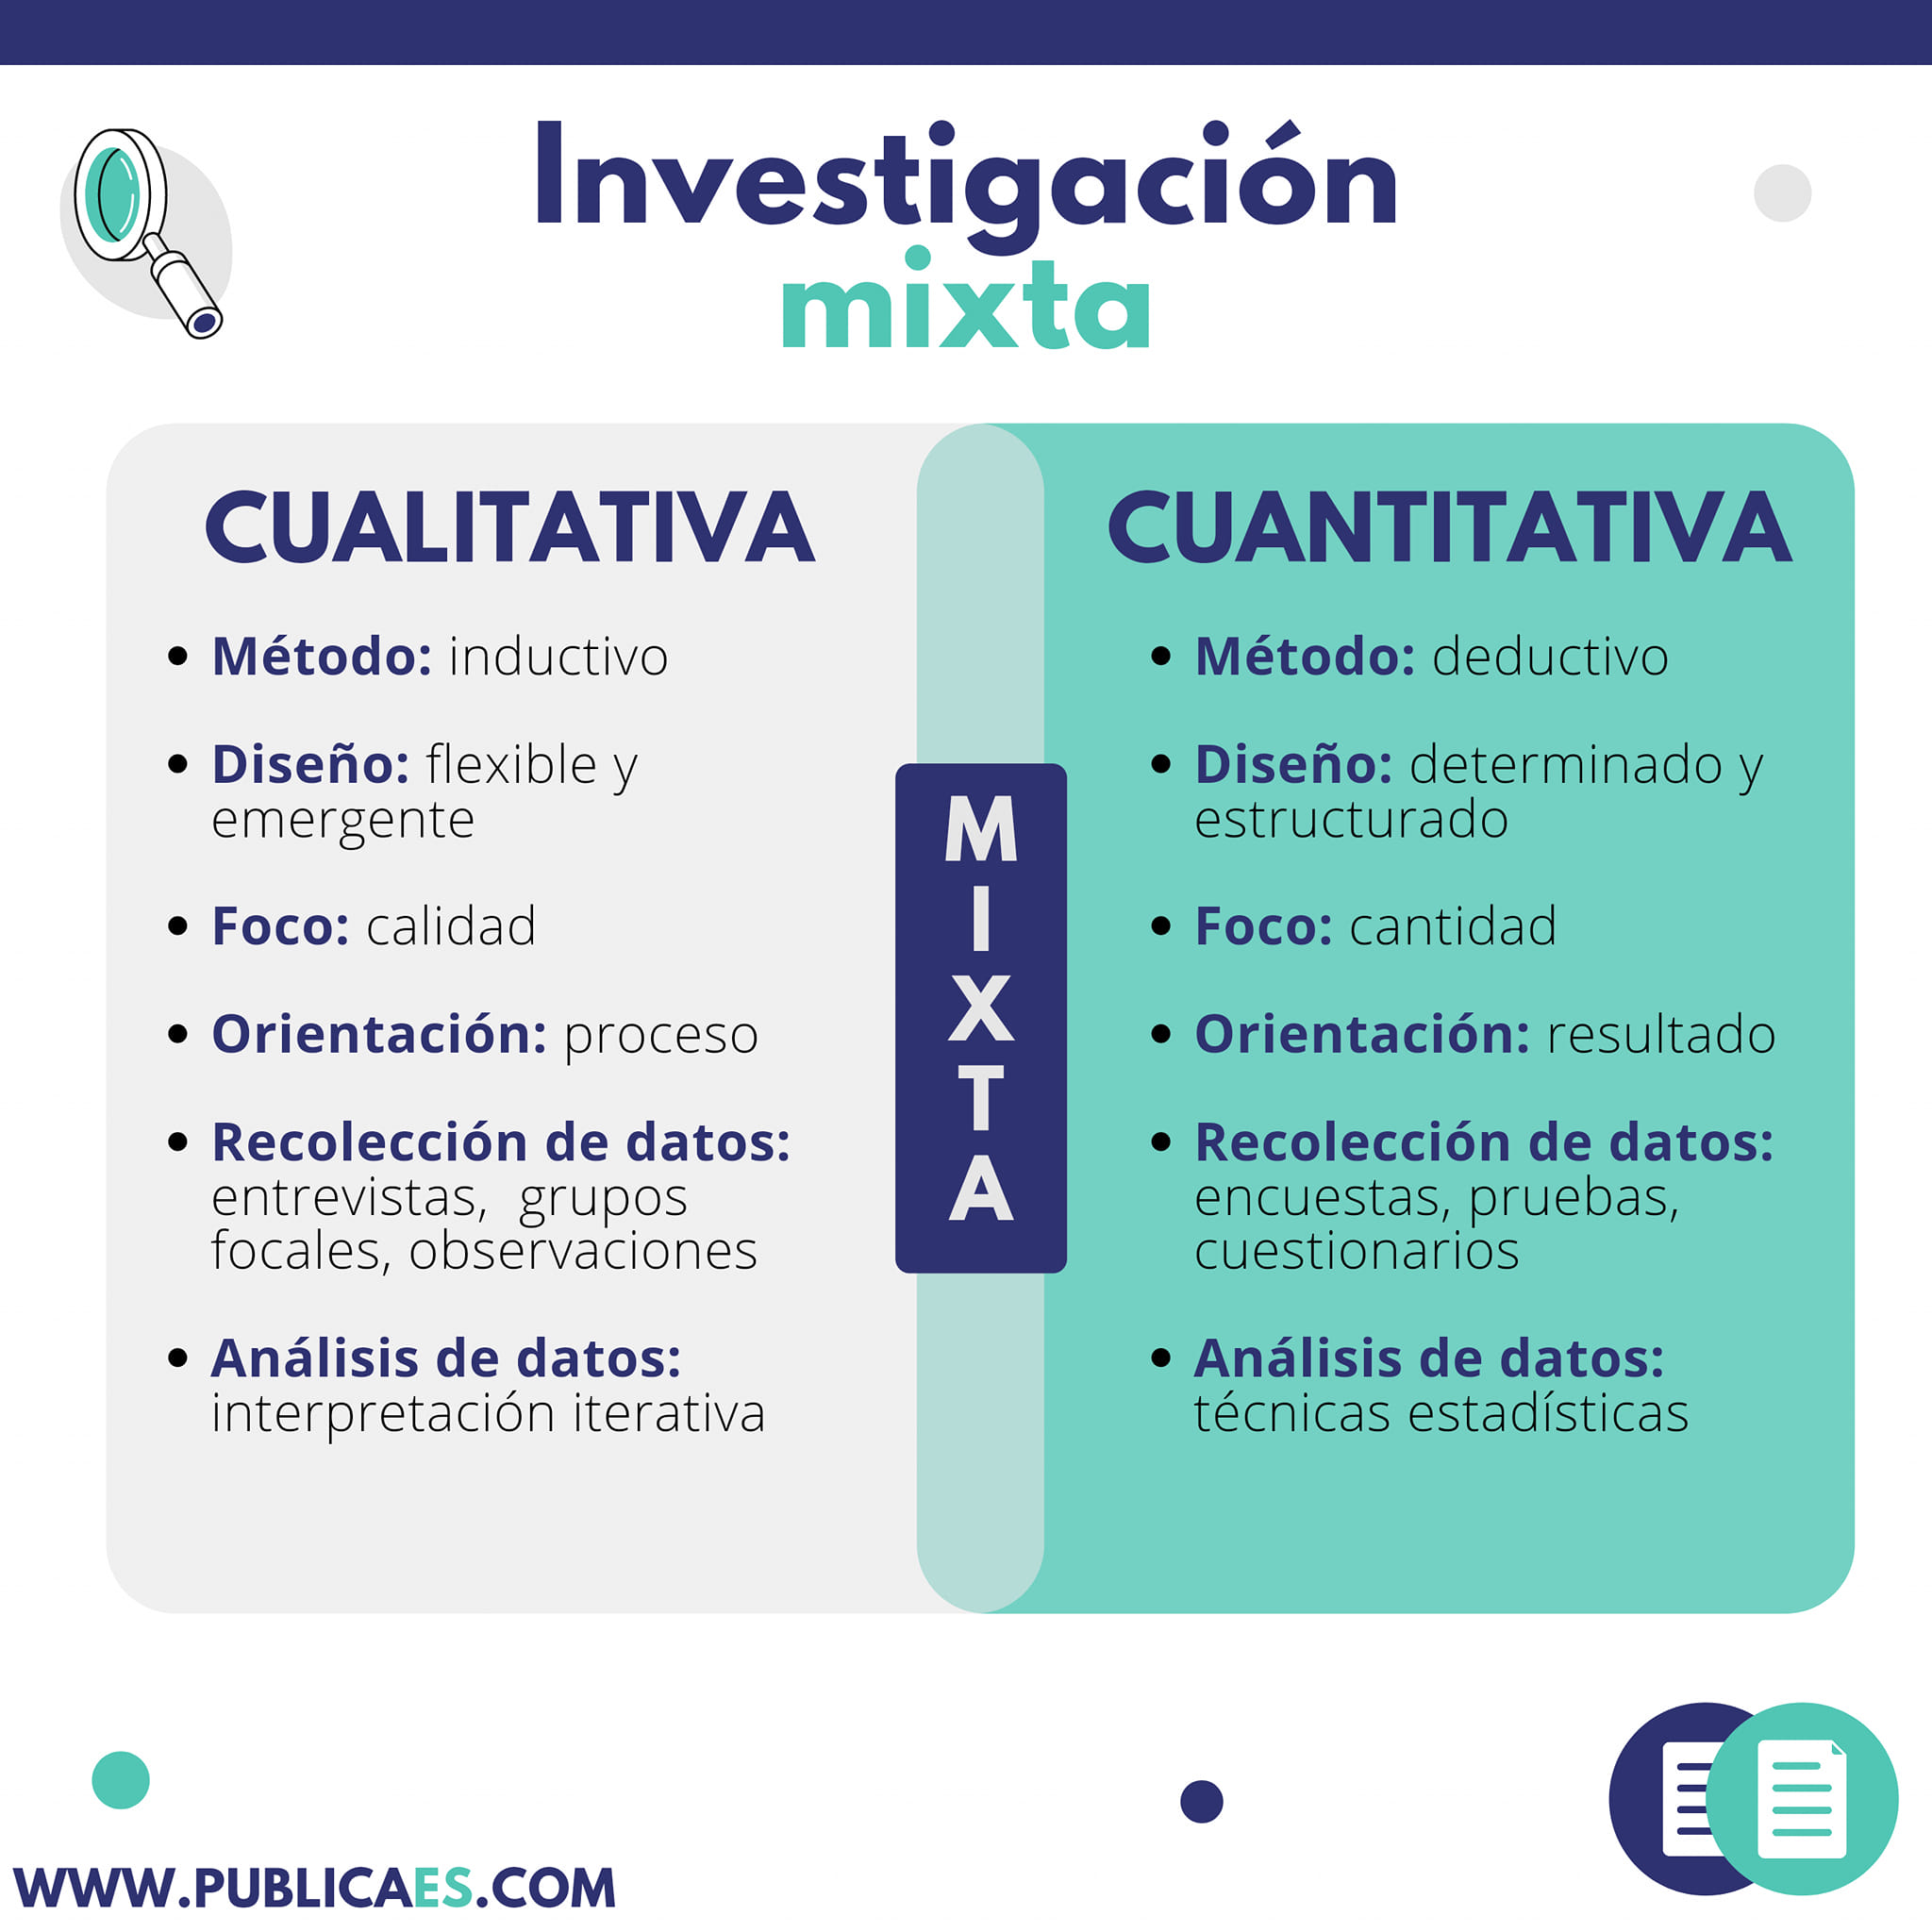 Investigación
mixta
CUALITATIVA
Método: inductivo
Diseño: flexible y
emergente
Foco: calidad
Orientación: proceso
Recolección de datos:
entrevistas,  grupos
focales, observaciones
Análisis de datos:
interpretación iterativa
MIXTA
CUANTITATIVA
Método: deductivo
Diseño: determinado y
estructurado
Foco: cantidad
Orientación: resultado
Recolección de datos:
encuestas, pruebas,
cuestionarios
Análisis de datos:
técnicas estadísticas
WWW.PUBLICAES.COM